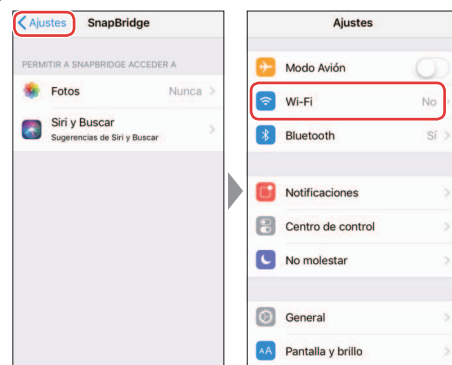 Ajustes
SnapBridge
PERMITIR A SNAPBRIDGE ACCEDER A
Fotos
Nunca
Siri y Buscar
Sugerencias de Siri y Buscar
Ajustes
Modo Avión
Wi-Fi
No
Bluetooth
Sí
Notificaciones
Centro de control
No molestar
General
AA
Pantalla y brillo